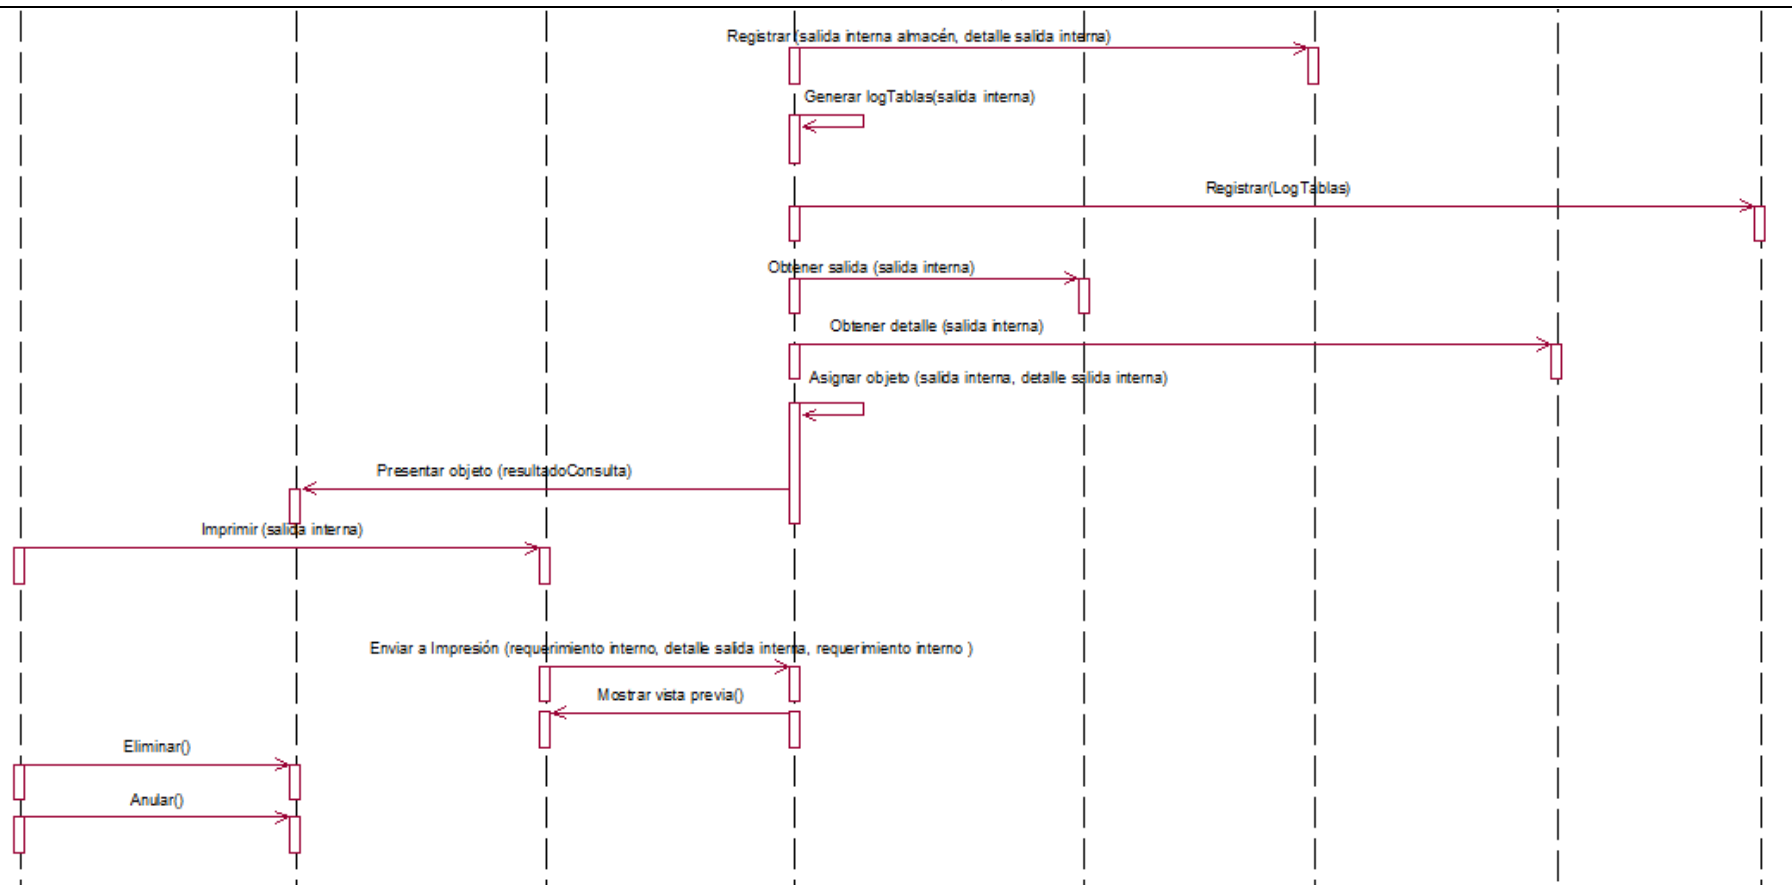 Registrar (salida interna almacén, detalle salida interna)
Generar logTablas(salida interna)
Registrar(LogTablas)
Obtener salida (salida interna)
Obtener detalle (salida interna)
Asignar objeto (salida interna, detalle salida interna)
Presentar objeto (resultadoConsulta)
Imprimir (salida interna)
Enviar a Impresión (requerimiento interno, detalle salida interna, requerimiento interno )
Mostrar vista previa()
Eliminar()
Anular()